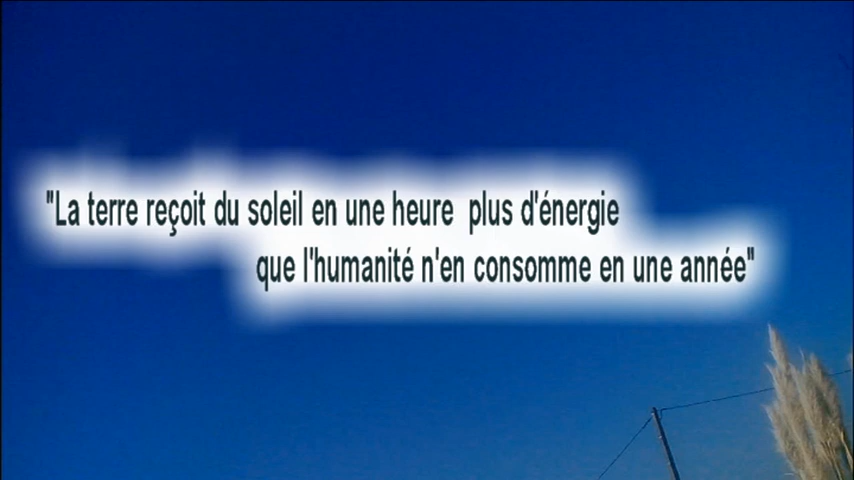 "La terre reçoit du soleil en une heure  plus d'énergie
que l'humanité n'en consomme en une année"